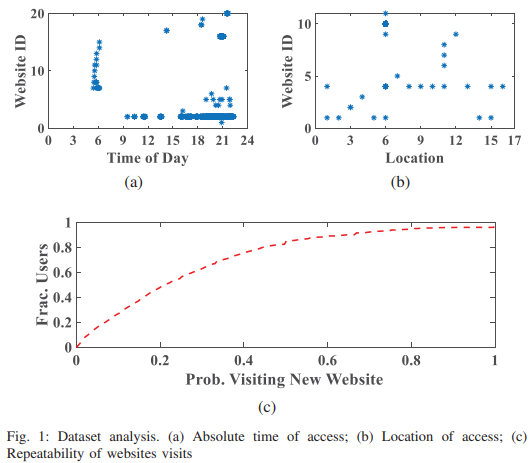 20
10
0
Website ID
0 3 6 9 12 15 18 21 24
Time of Day
(a)
10
5
0
Website ID
0 3 6 9 12 15 17
Location
(b)
1
0.8
0.6
0.4
0.2
0
Frac. Users
0 0.2 0.4 0.6 0.8 1
Prob. Visiting New Website
(c)
Fig. 1: Dataset analysis. (a) Absolute time of access; (b) Location of access; (c)
Repeatability of websites visits